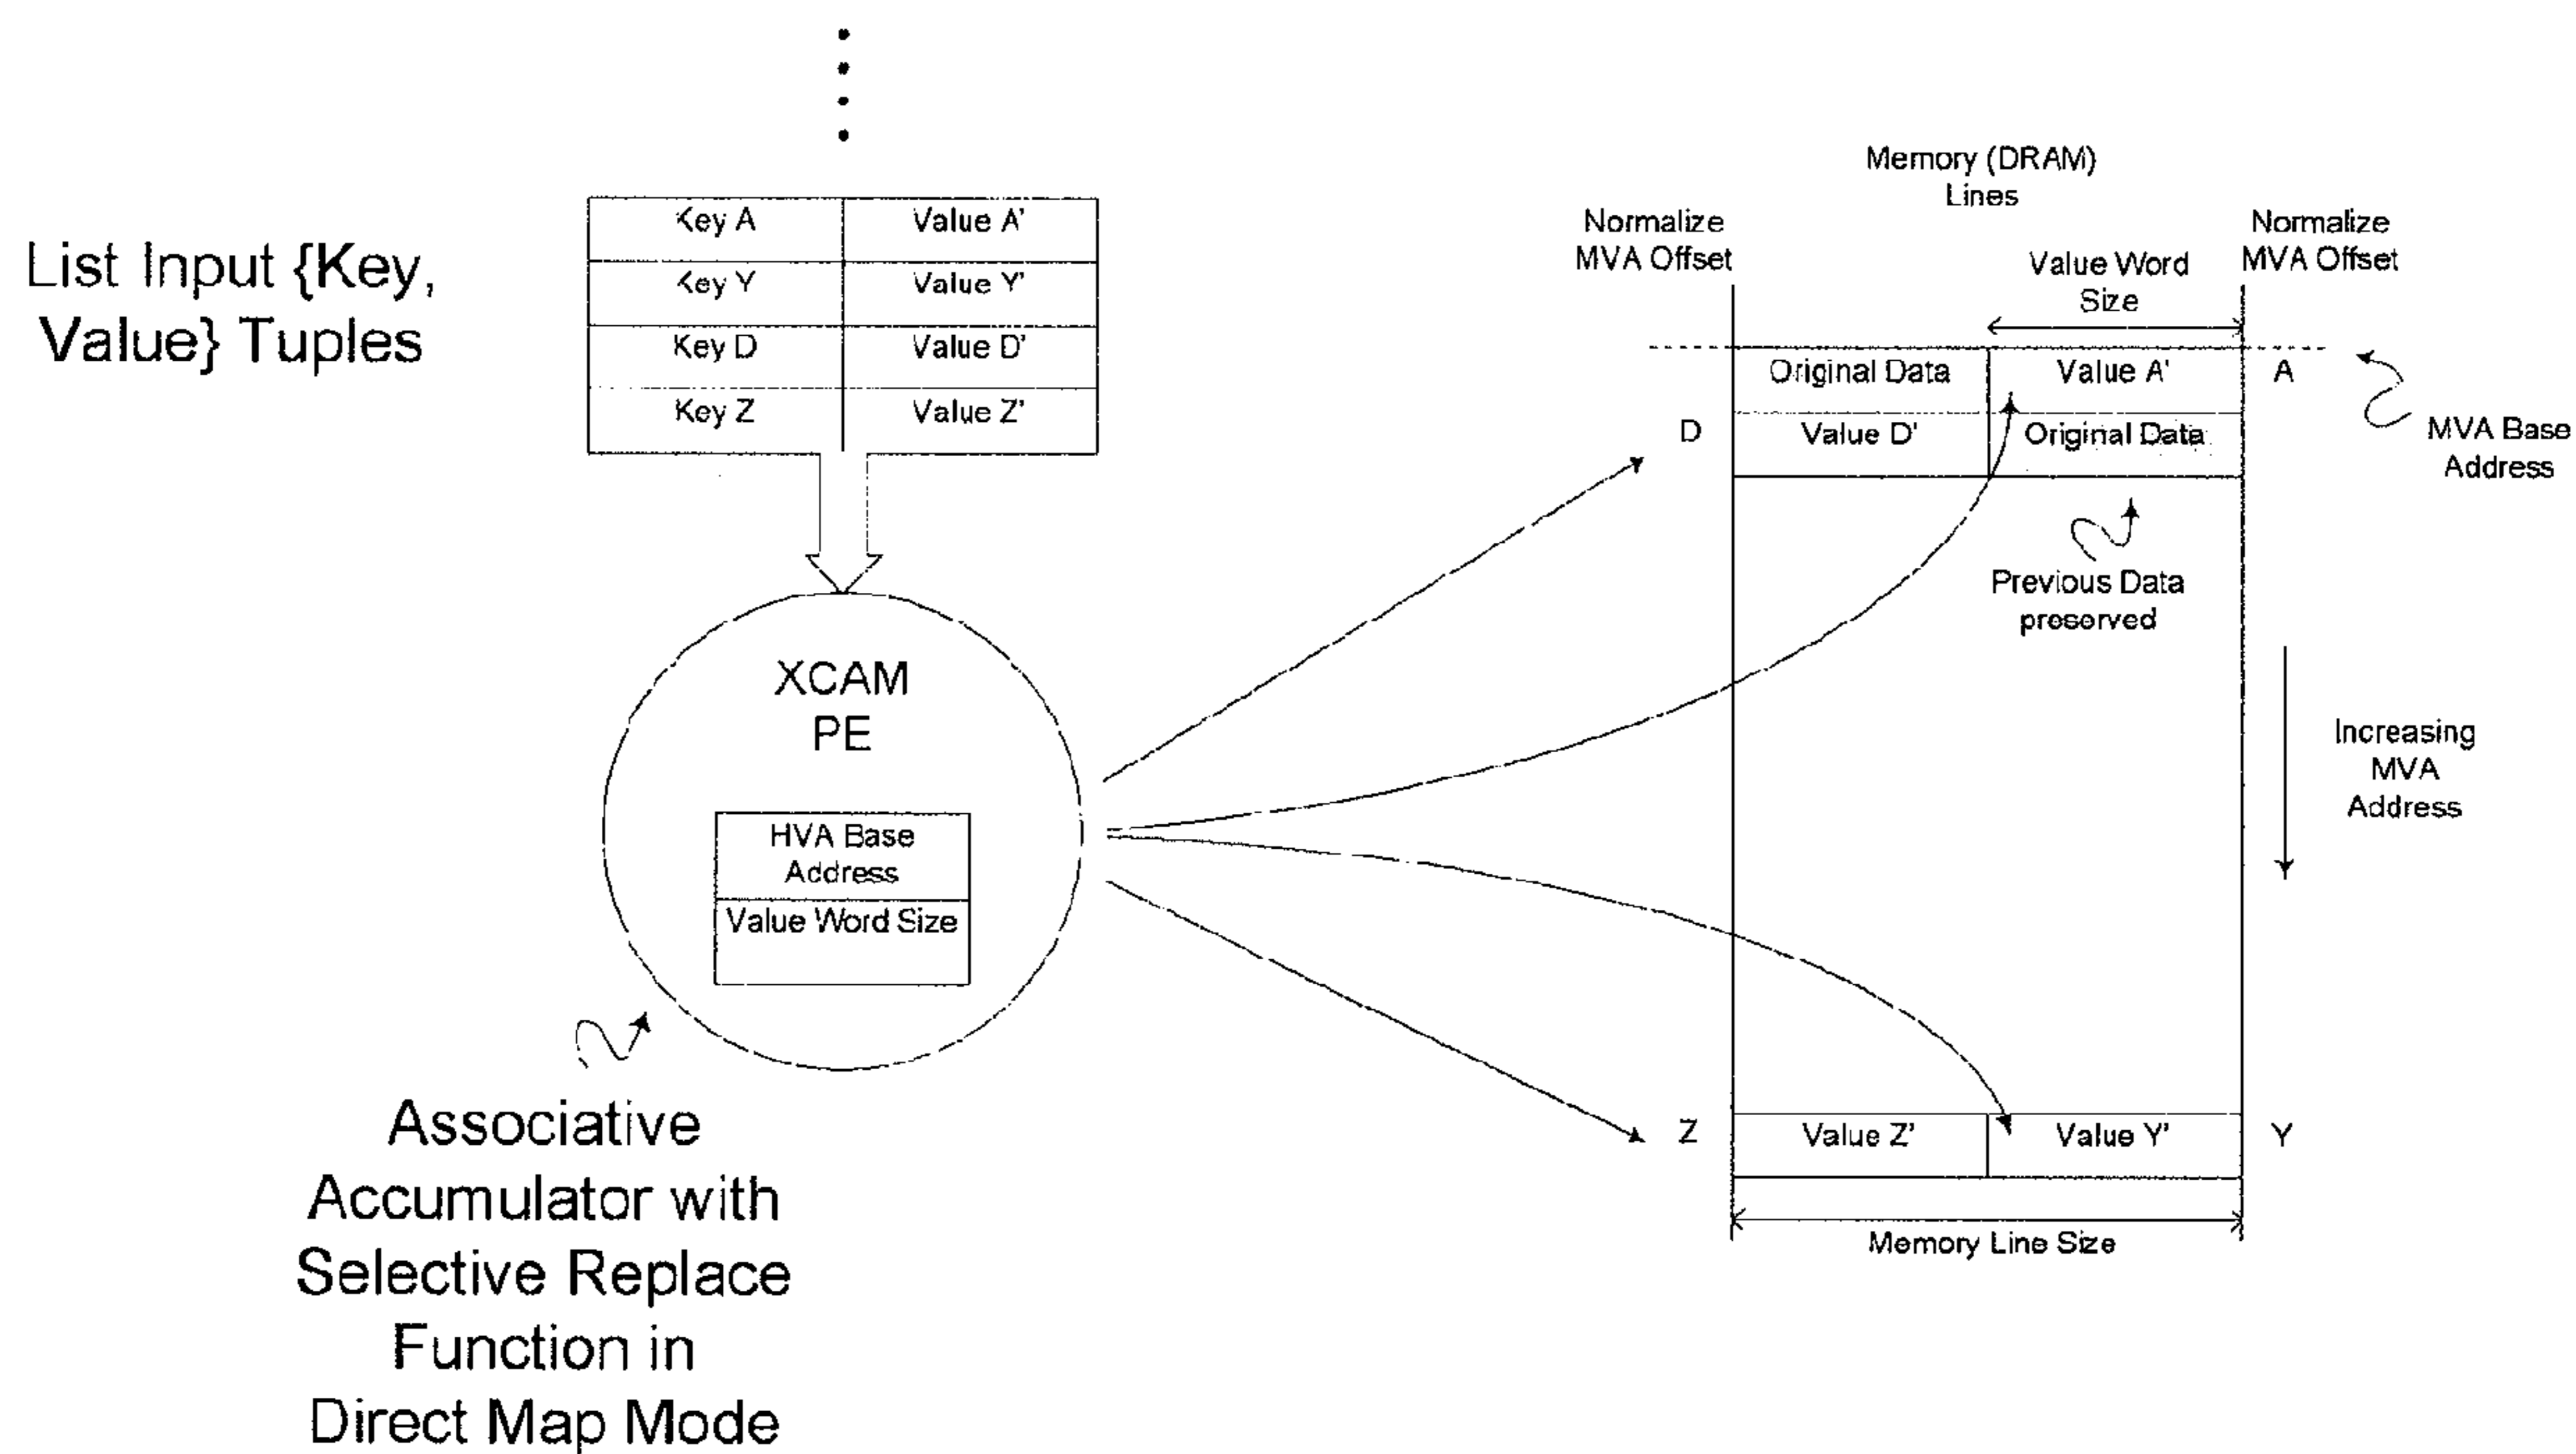 List Input {Key,
Value} Tuples
Key A
Value A'
Key Y
Value Y'
Key D
Value D'
Key Z
Value Z'
XCAM
PE
HVA Base
Address
Value Word Size
Associative
Accumulator with
Selective Replace
Function in
Direct Map Mode
Memory (DRAM)
Lines
Normalize
MVA Offset
Value Word
Size
Normalize
MVA Offset
Original Data
Value A'
A
D
Value D'
Original Data
MVA Base
Address
Previous Data
preserved
Increasing
MVA
Address
Z
Value Z'
Value Y'
Y
Memory Line Size